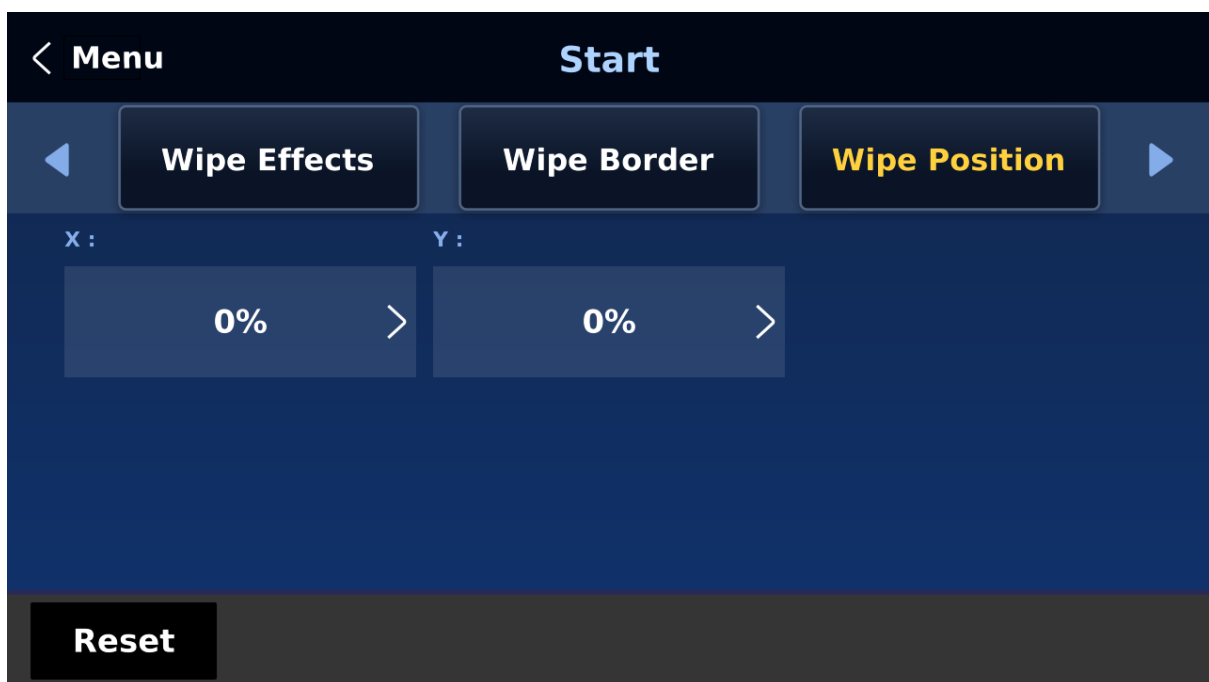 Menu
Start
Wipe Effects
Wipe Border
Wipe Position
X :
Y :
0%
0%
Reset